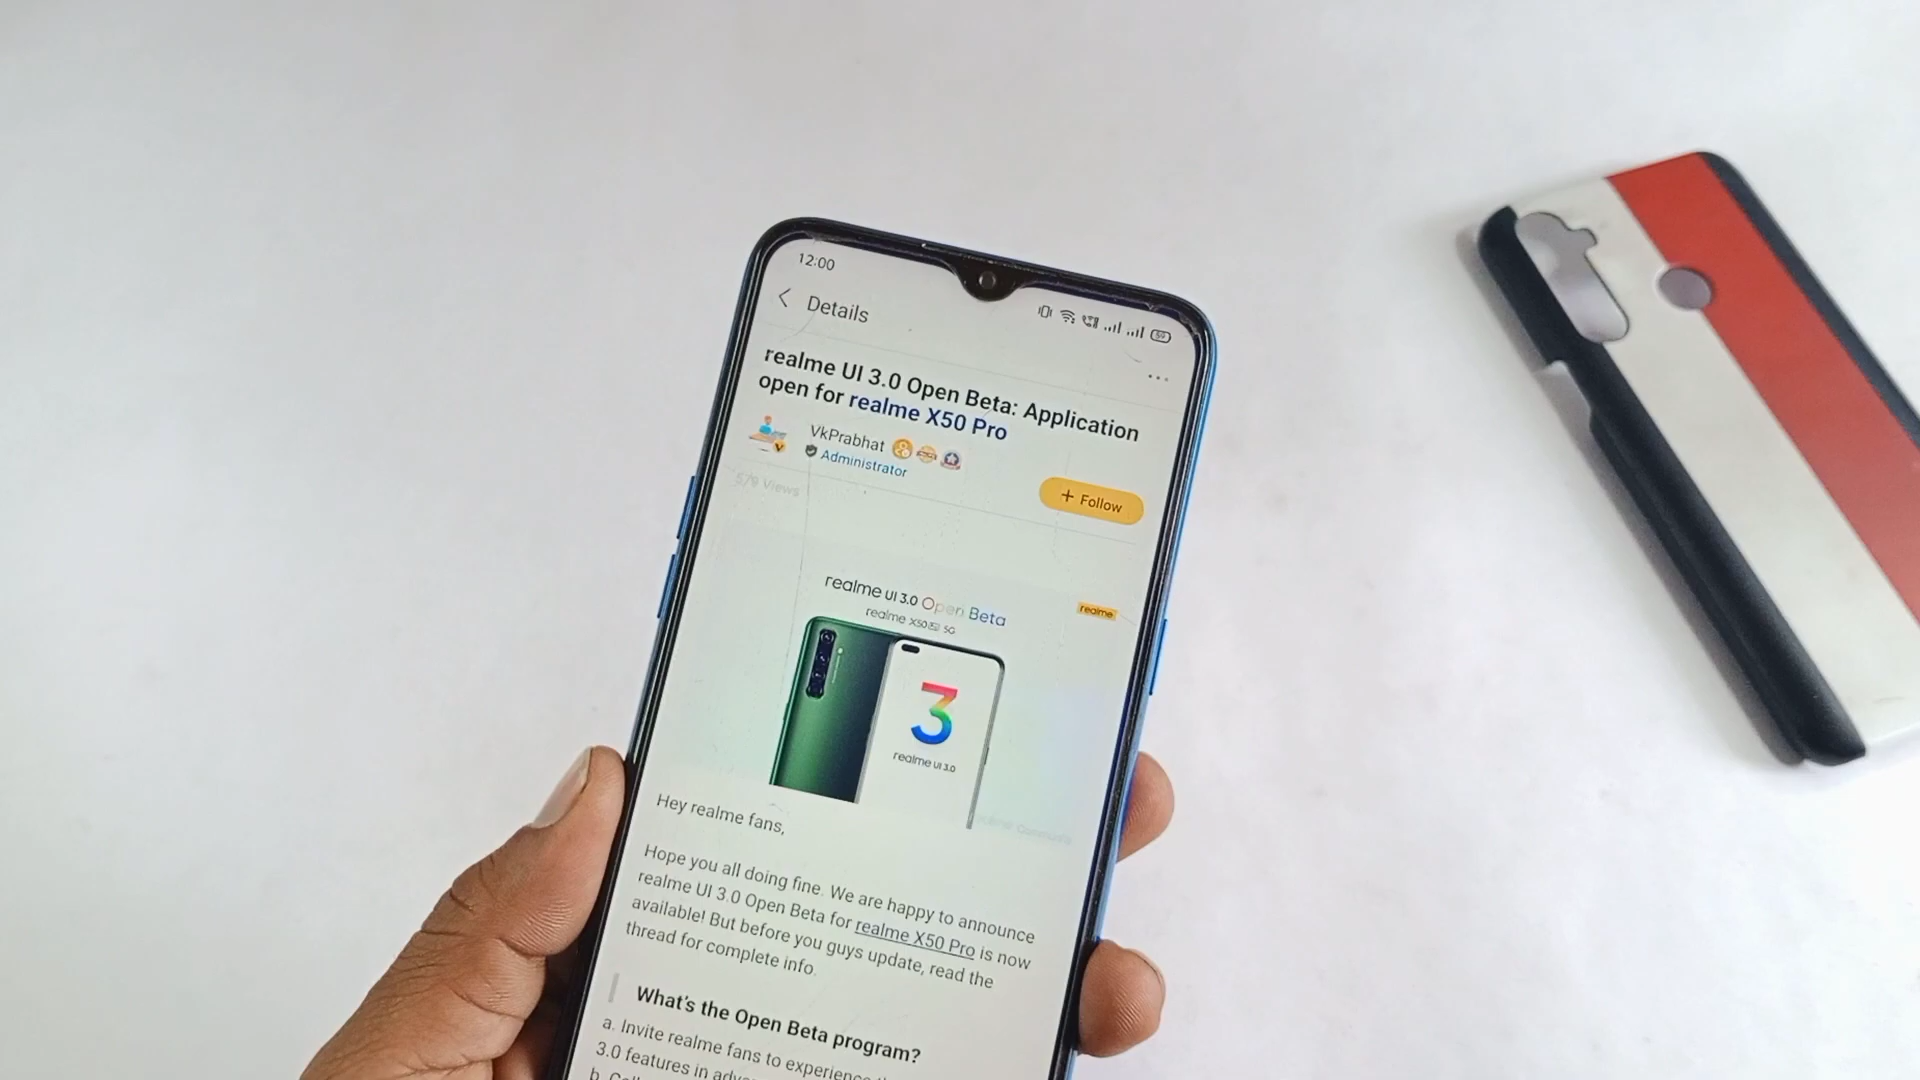 12:00
59
Details
realme UI 3.0 Open Beta: Application
open for realme X50 Pro
VkPrabhat
Administrator
+ Follow
579 Views
realme UI 3.0 Open Beta
realme
realme X50 5G
3
realme UI 3.0
Hey realme fans,
Hope you all doing fine. We are happy to announce
realme UI 3.0 Open Beta for realme X50 Pro is now
available! But before you guys update, read the
thread for complete info.
What's the Open Beta program?
a. Invite realme fans to experience
3.0 features in
b.